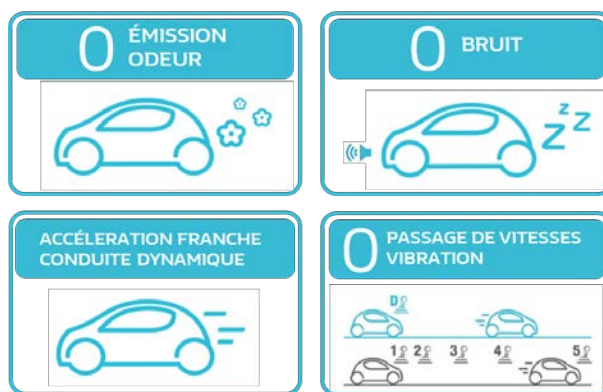 0 ÉMISSION
ODEUR
0 BRUIT
z Z Z
ACCÉLERATION FRANCHE
CONDUITE DYNAMIQUE
0 PASSAGE DE VITESSES
VIBRATION
D
1 2 3 4 5